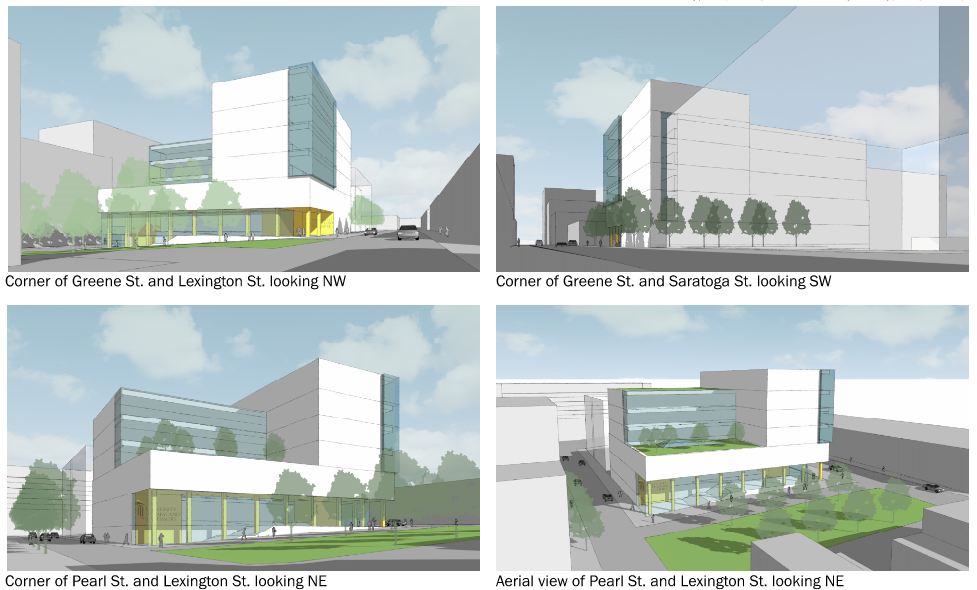 Corner of Greene St. and Lexington St. looking NW
Corner of Greene St. and Saratoga St. looking SW
Corner of Pearl St. and Lexington St. looking NE
Aerial view of Pearl St. and Lexington St. looking NE